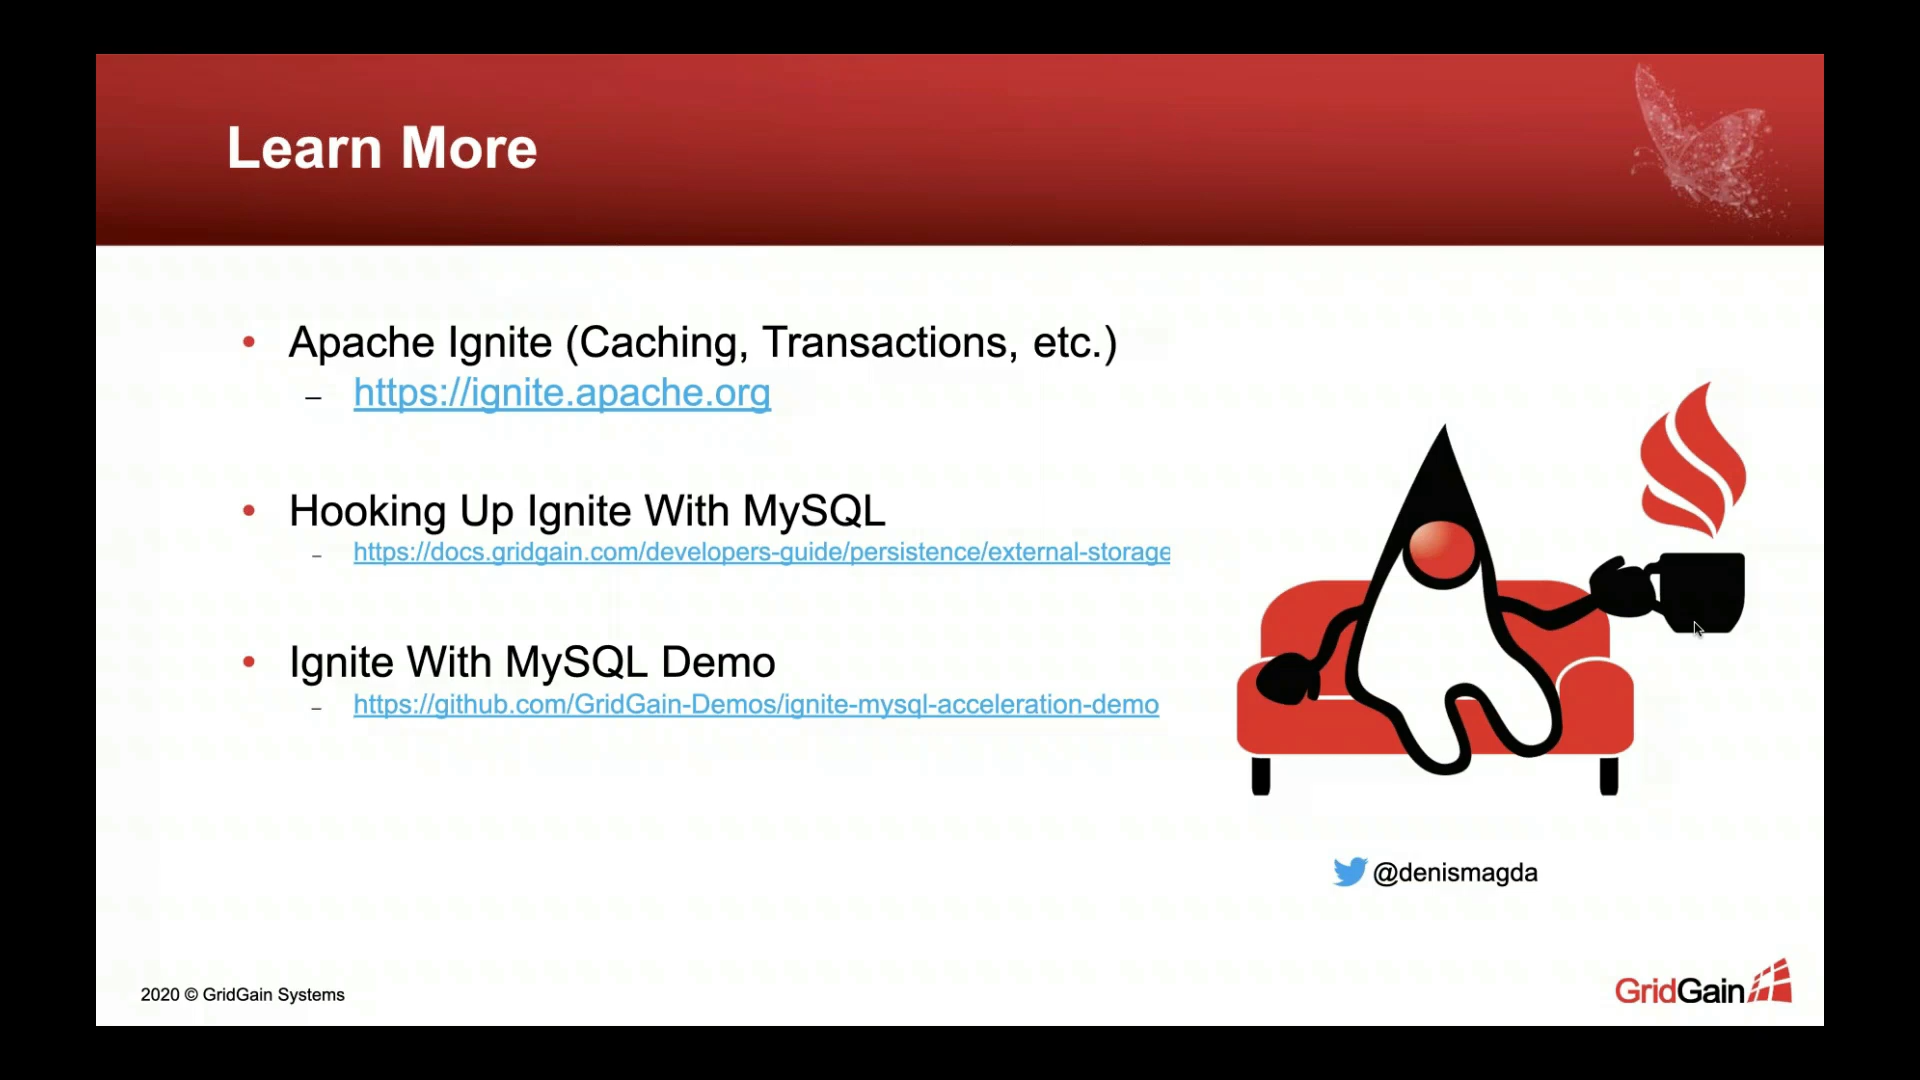 Learn More
• Apache Ignite (Caching, Transactions, etc.)
– https://ignite.apache.org
• Hooking Up Ignite With MySQL
– https://docs.gridgain.com/developers-guide/persistence/external-storage
• Ignite With MySQL Demo
– https://github.com/GridGain-Demos/ignite-mysql-acceleration-demo
@denismagda
2020 © GridGain Systems
GridGain